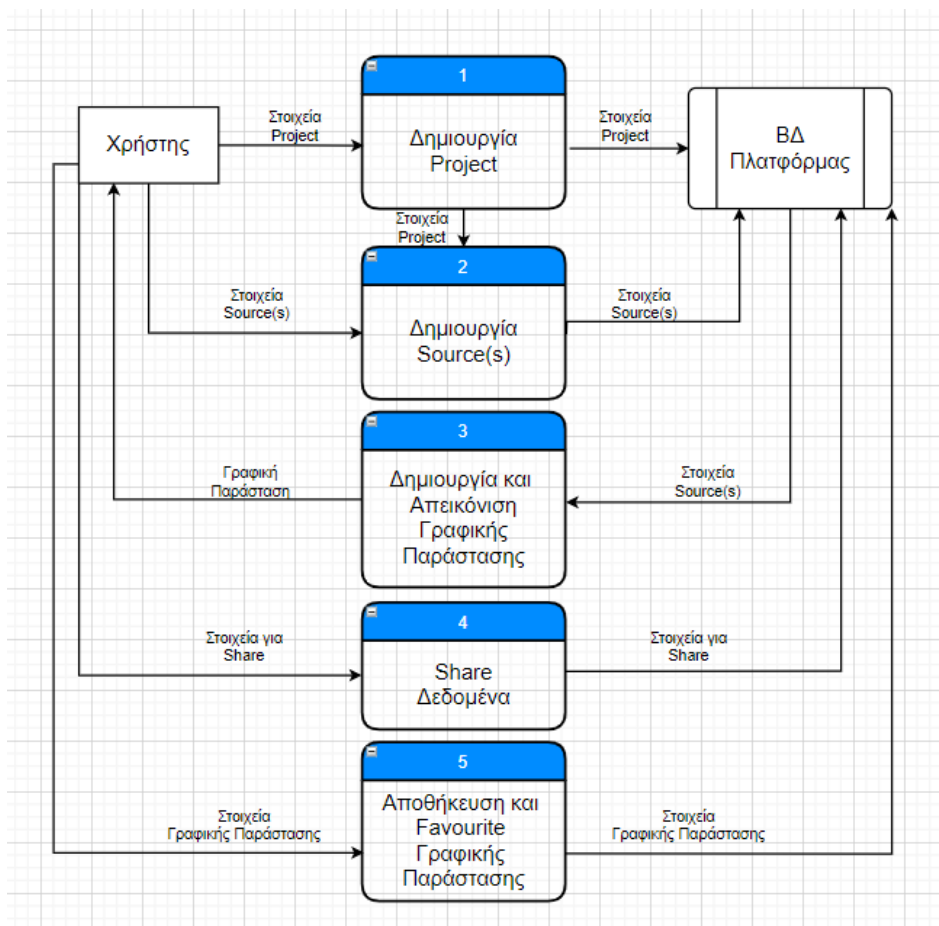 1
Στοιχεία
Project
Στοιχεία
Project
Χρήστης
Δημιουργία
Project
ΒΔ
Πλατφόρμας
Στοιχεία
Project
2
Στοιχεία
Source(s)
Δημιουργία
Source(s)
Στοιχεία
Source(s)
3
Γραφική
Παράσταση
Δημιουργία και
Απεικόνιση
Γραφικής
Παράστασης
Στοιχεία
Source(s)
4
Στοιχεία για
Share
Share
Δεδομένα
Στοιχεία για
Share
5
Στοιχεία
Γραφικής Παράστασης
Αποθήκευση και
Favourite
Γραφικής
Παράστασης
Στοιχεία
Γραφικής Παράστασης